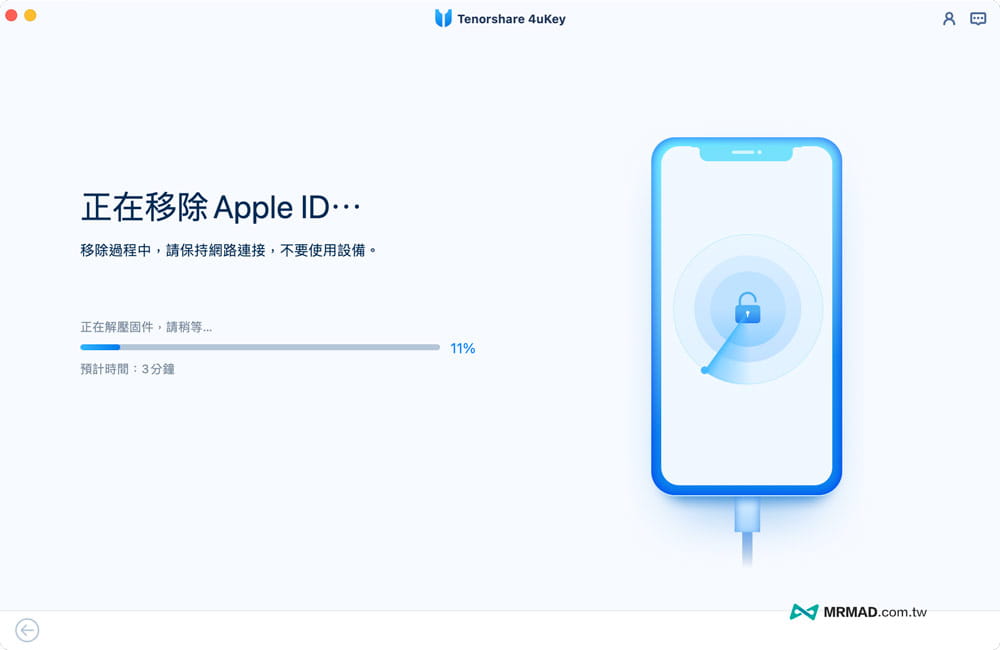 Tenorshare 4uKey
正在移除 Apple ID⋯
移除過程中，請保持網路連接，不要使用設備。
正在解壓固件，請稍等...
11%
預計時間：3 分鐘
MRMAD.com.tw